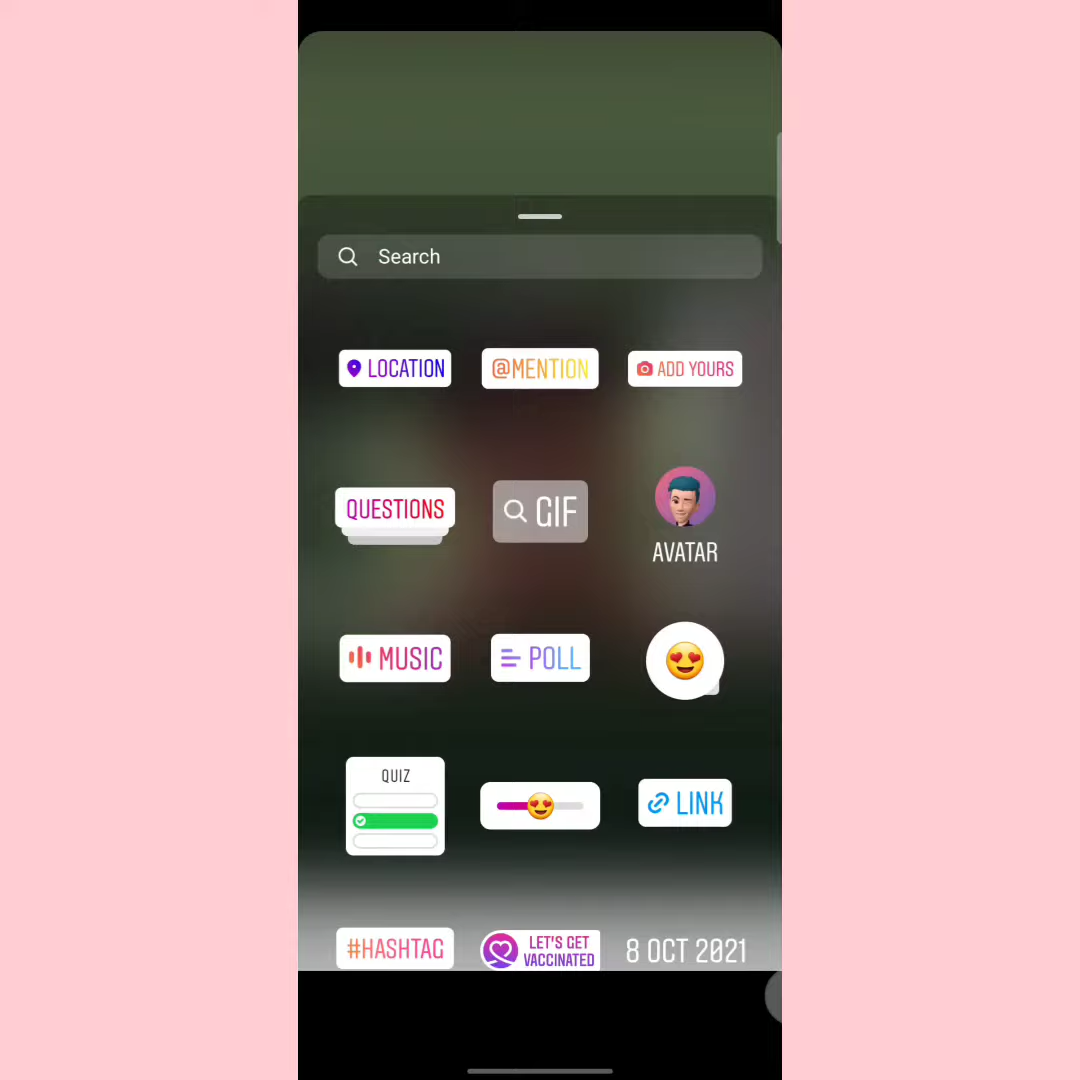 Search
LOCATION
@MENTION
ADD YOURS
QUESTIONS
GIF
AVATAR
MUSIC
POLL
QUIZ
LINK
#HASHTAG
LET'S GET
VACCINATED
8 OCT 2021